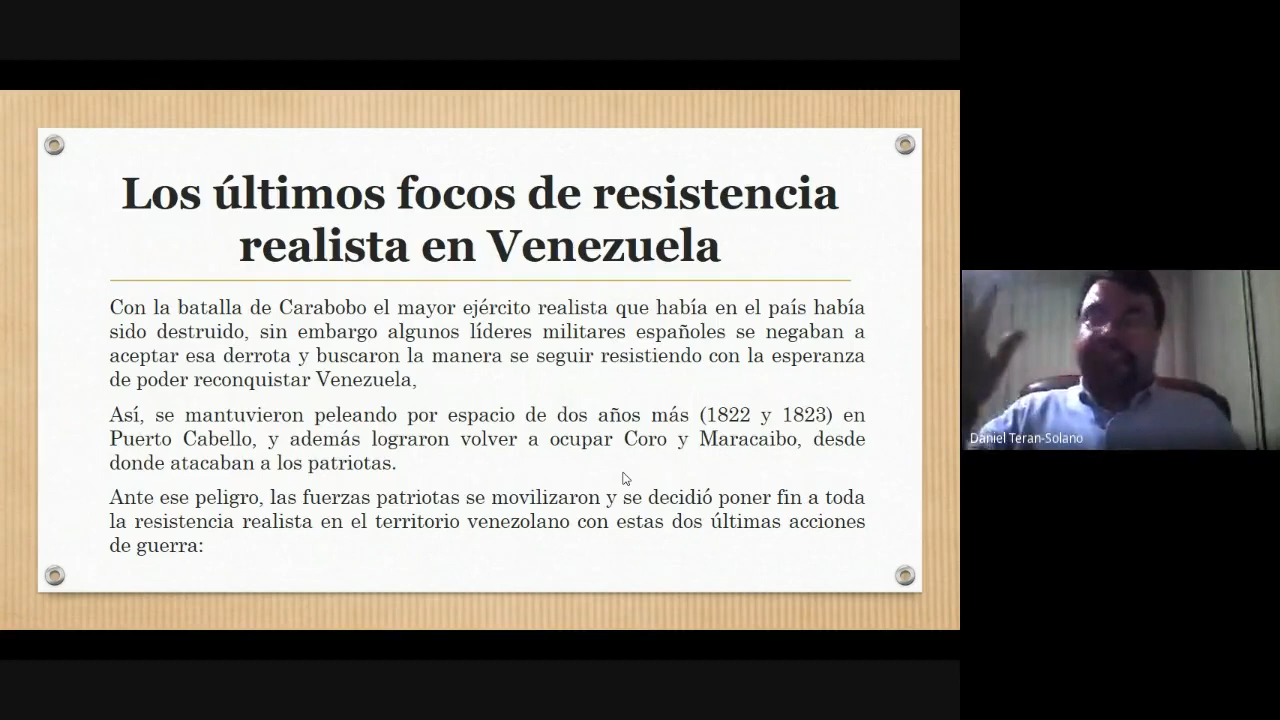 Los últimos focos de resistencia
realista en Venezuela
Con la batalla de Carabobo el mayor ejército realista que había en el país había
sido destruido, sin embargo algunos líderes militares españoles se negaban a
aceptar esa derrota y buscaron la manera se seguir resistiendo con la esperanza
de poder reconquistar Venezuela,
Así, se mantuvieron peleando por espacio de dos años más (1822 y 1823) en
Puerto Cabello, y además lograron volver a ocupar Coro y Maracaibo, desde
donde atacaban a los patriotas.
Ante ese peligro, las fuerzas patriotas se movilizaron y se decidió poner fin a toda
la resistencia realista en el territorio venezolano con estas dos últimas acciones
de guerra:
Daniel Teran-Solano